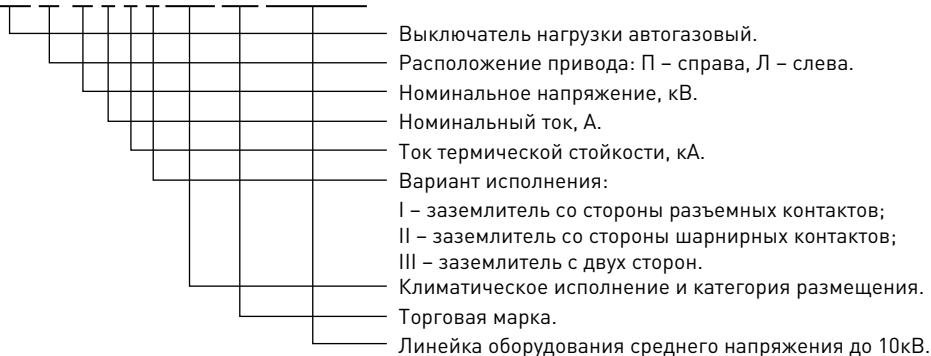 Выключатель нагрузки автогазовый.
Расположение привода: П – справа, Л – слева.
Номинальное напряжение, кВ.
Номинальный ток, А.
Ток термической стойкости, кА.
Вариант исполнения:
I – заземлитель со стороны разъемных контактов;
II – заземлитель со стороны шарнирных контактов;
III – заземлитель с двух сторон.
Климатическое исполнение и категория размещения.
Торговая марка.
Линейка оборудования среднего напряжения до 10кВ.